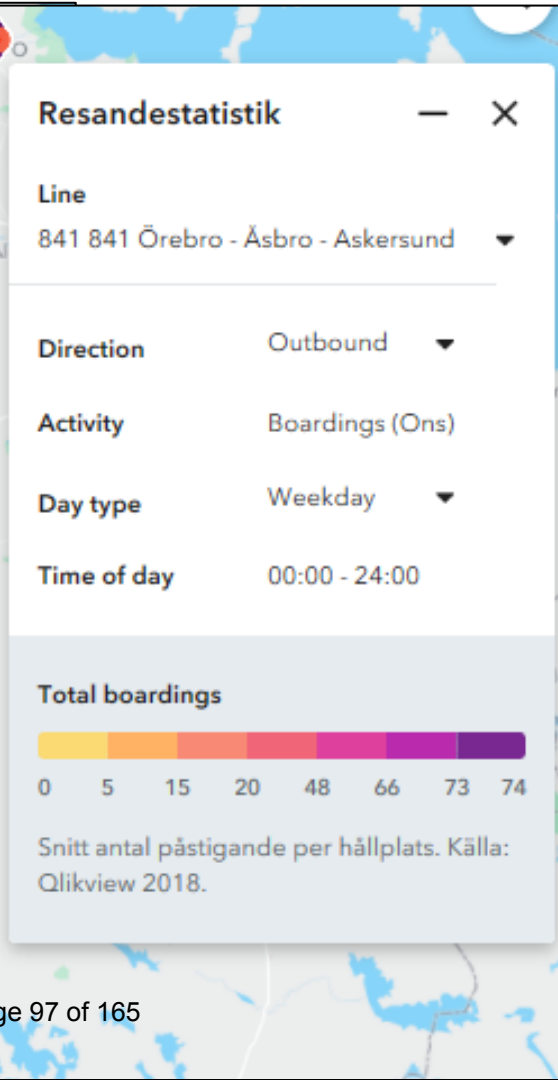 Resandestatistik
Line
841 841 Örebro - Åsbro - Askersund
Direction Outbound
Activity Boardings (Ons)
Day type Weekday
Time of day 00:00 - 24:00
Total boardings
0 5 15 20 48 66 73 74
Snitt antal påstigande per hållplats. Källa:
Qlikview 2018.
ge 97 of 165